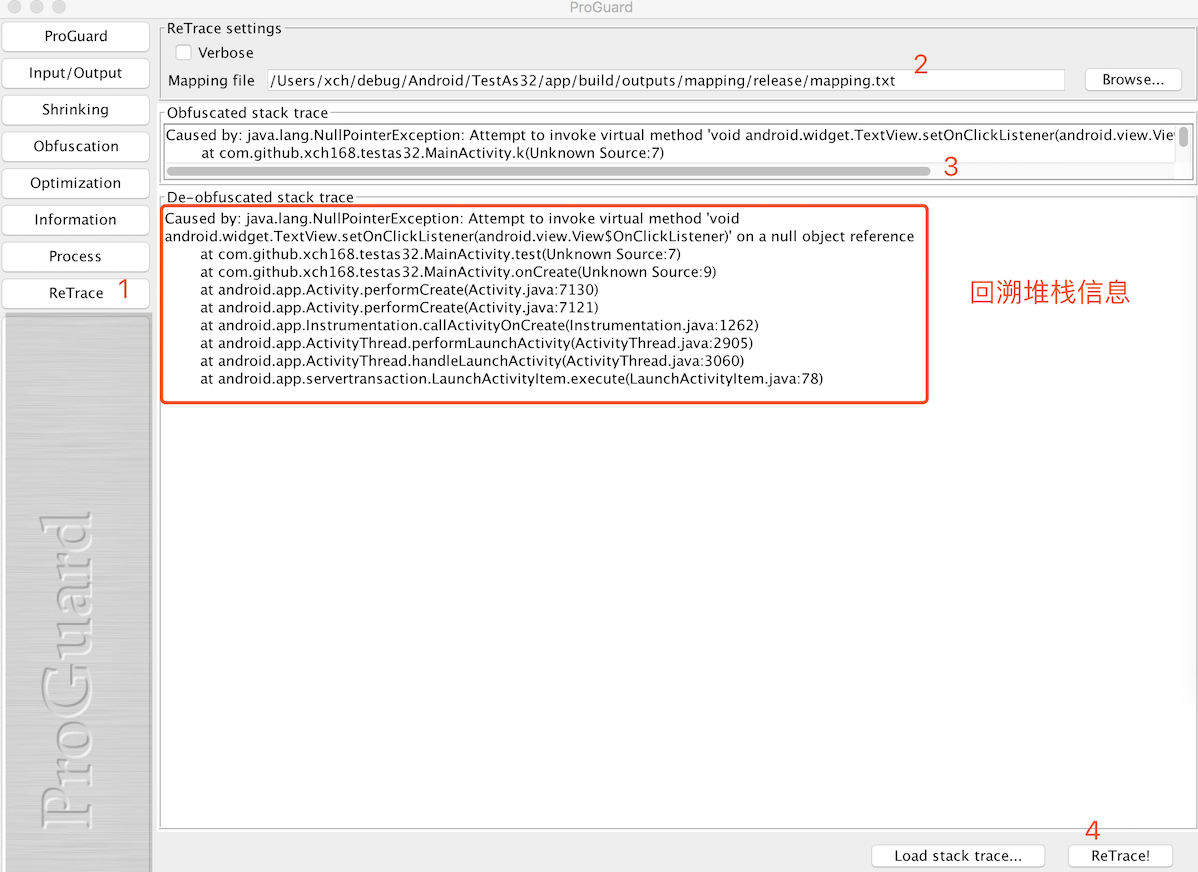 ProGuard
ProGuard
Input/Output
Shrinking
Obfuscation
Optimization
Information
Process
ReTrace 1
ProGuard
ReTrace settings
Verbose
2
Mapping file /Users/xch/debug/Android/TestAs32/app/build/outputs/mapping/release/mapping.txt Browse...
Obfuscated stack trace
Caused by: java.lang.NullPointerException: Attempt to invoke virtual method 'void android.widget.TextView.setOnClickListener(android.view.Vie
at com.github.xch168.testas32.MainActivity.k(Unknown Source:7)
3
De-obfuscated stack trace
Caused by: java.lang.NullPointerException: Attempt to invoke virtual method 'void
android.widget.TextView.setOnClickListener(android.view.View$OnClickListener)' on a null object reference
at com.github.xch168.testas32.MainActivity.test(Unknown Source:7)
at com.github.xch168.testas32.MainActivity.onCreate(Unknown Source:9)
at android.app.Activity.performCreate(Activity.java:7130)
at android.app.Activity.performCreate(Activity.java:7121)
at android.app.Instrumentation.callActivityOnCreate(Instrumentation.java:1262)
at android.app.ActivityThread.performLaunchActivity(ActivityThread.java:2905)
at android.app.ActivityThread.handleLaunchActivity(ActivityThread.java:3060)
at android.app.servertransaction.LaunchActivityItem.execute(LaunchActivityItem.java:78)
回溯堆栈信息
4
Load stack trace... ReTrace!